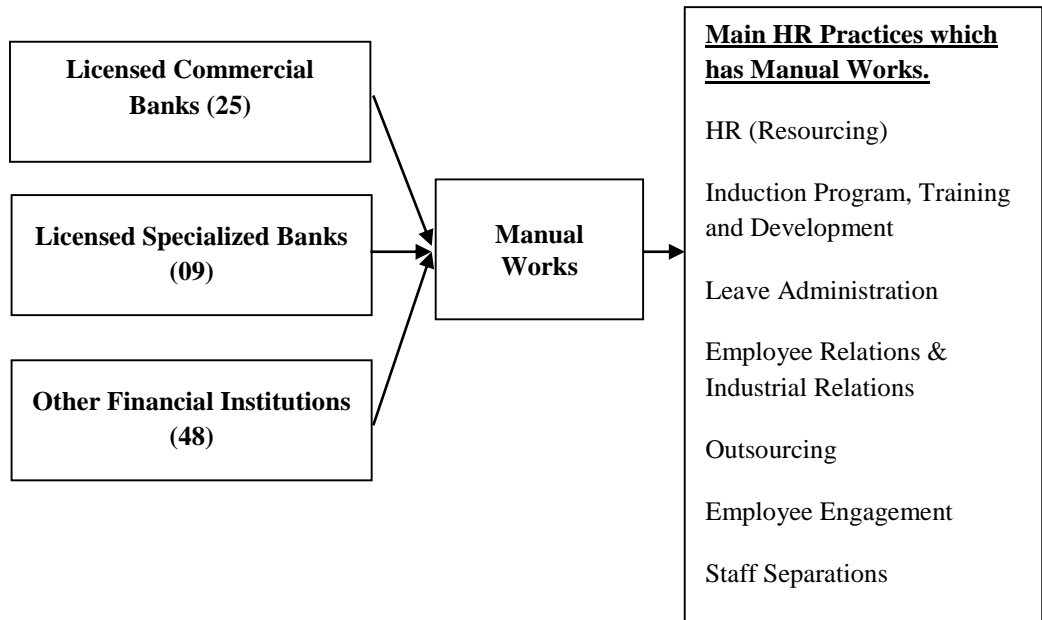 Licensed Commercial
Banks (25)
Licensed Specialized Banks
(09)
Other Financial Institutions
(48)
Manual
Works
Main HR Practices which
has Manual Works.
HR (Resourcing)
Induction Program, Training
and Development
Leave Administration
Employee Relations &
Industrial Relations
Outsourcing
Employee Engagement
Staff Separations